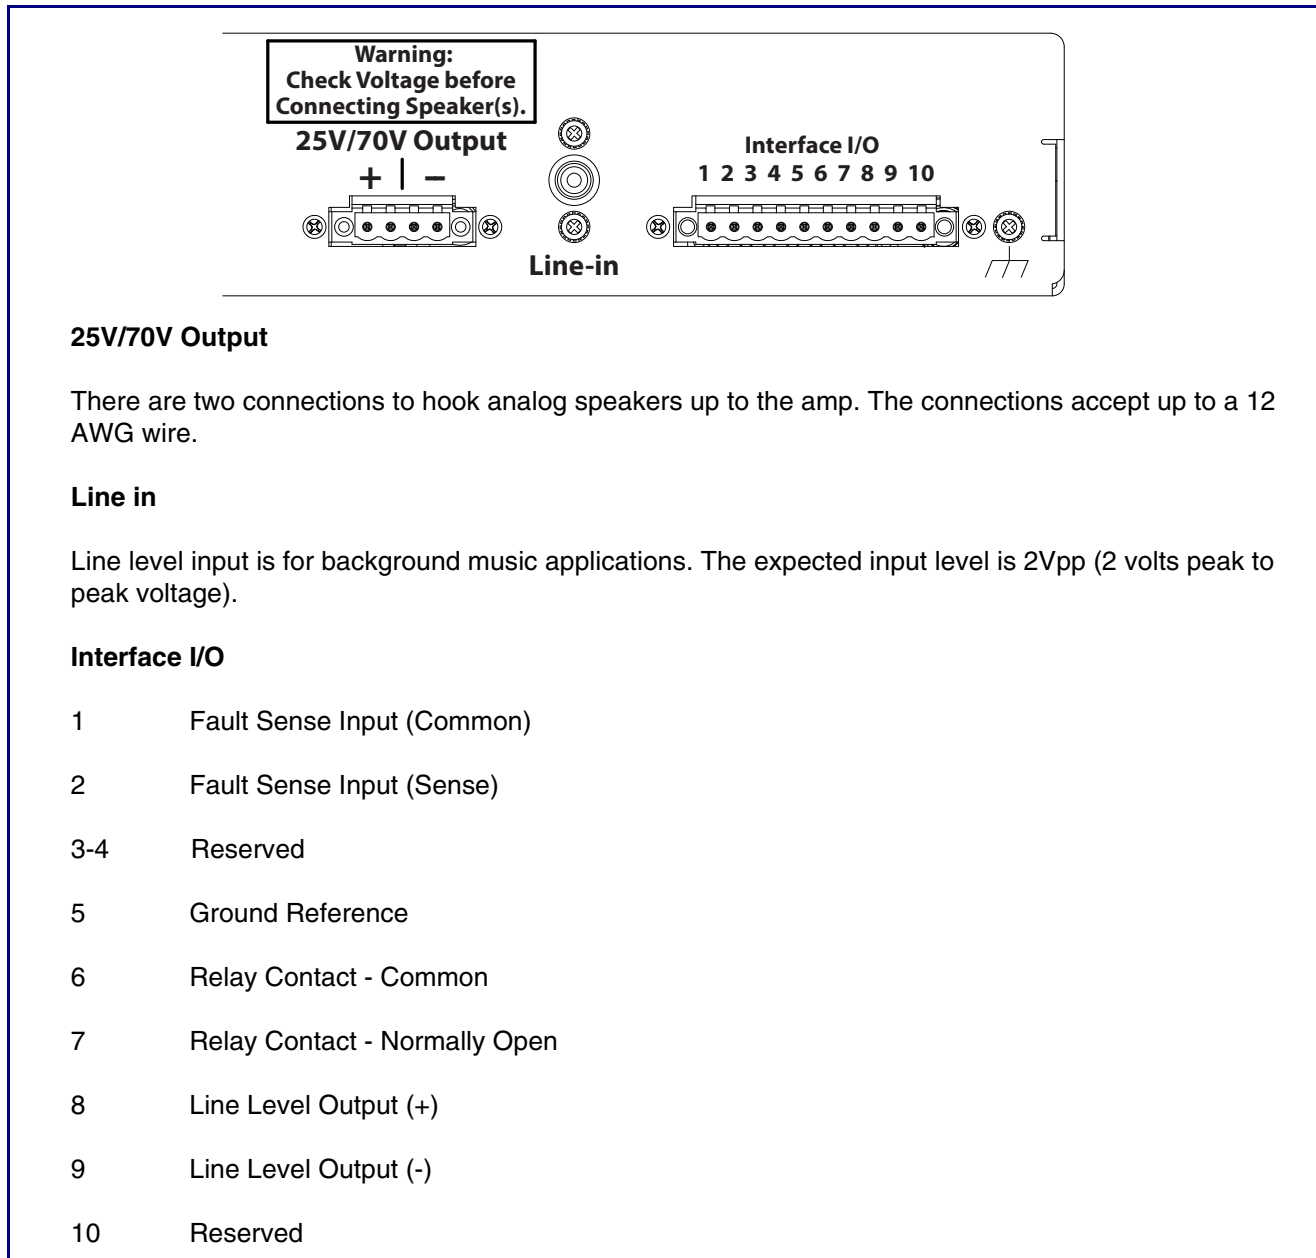 Warning:
Check Voltage before
Connecting Speaker(s).
25V/70V Output
+ | −
Line-in
Interface I/O
1 2 3 4 5 6 7 8 9 10
25V/70V Output
There are two connections to hook analog speakers up to the amp. The connections accept up to a 12
AWG wire.
Line in
Line level input is for background music applications. The expected input level is 2Vpp (2 volts peak to
peak voltage).
Interface I/O
1 Fault Sense Input (Common)
2 Fault Sense Input (Sense)
3-4 Reserved
5 Ground Reference
6 Relay Contact - Common
7 Relay Contact - Normally Open
8 Line Level Output (+)
9 Line Level Output (-)
10 Reserved